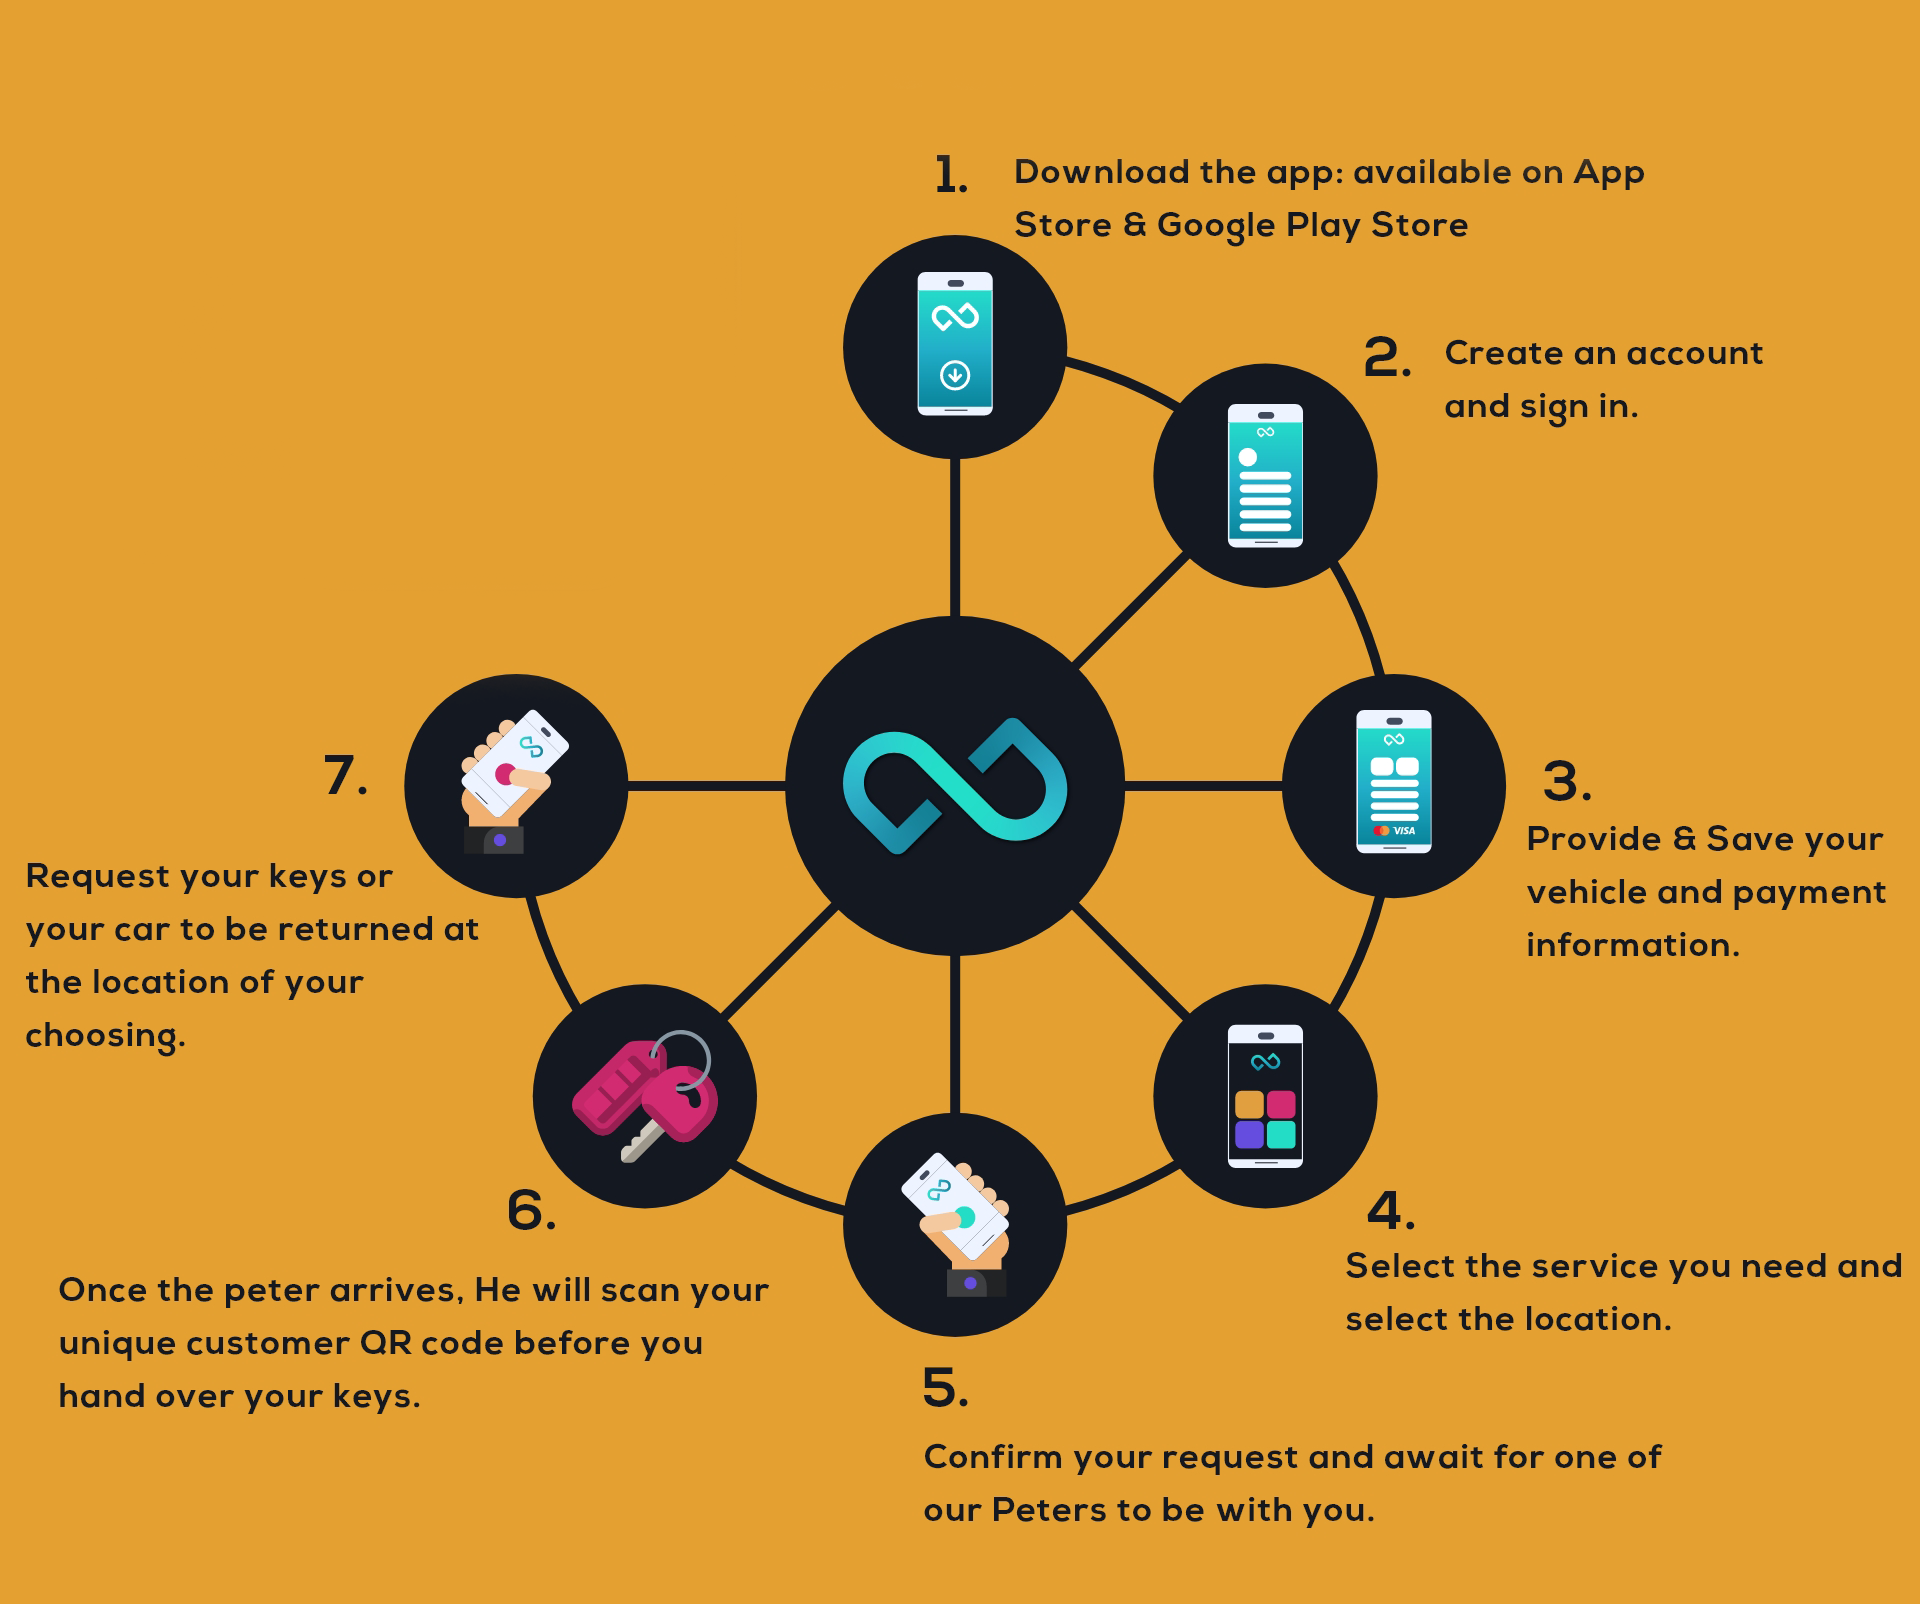 1.
Download the app: available on App
Store & Google Play Store
2.
Create an account
and sign in.
3.
Provide & Save your
vehicle and payment
information.
VISA
4.
Select the service you need and
select the location.
5.
Confirm your request and await for one of
our Peters to be with you.
6.
Once the peter arrives, He will scan your
unique customer QR code before you
hand over your keys.
7.
Request your keys or
your car to be returned at
the location of your
choosing.